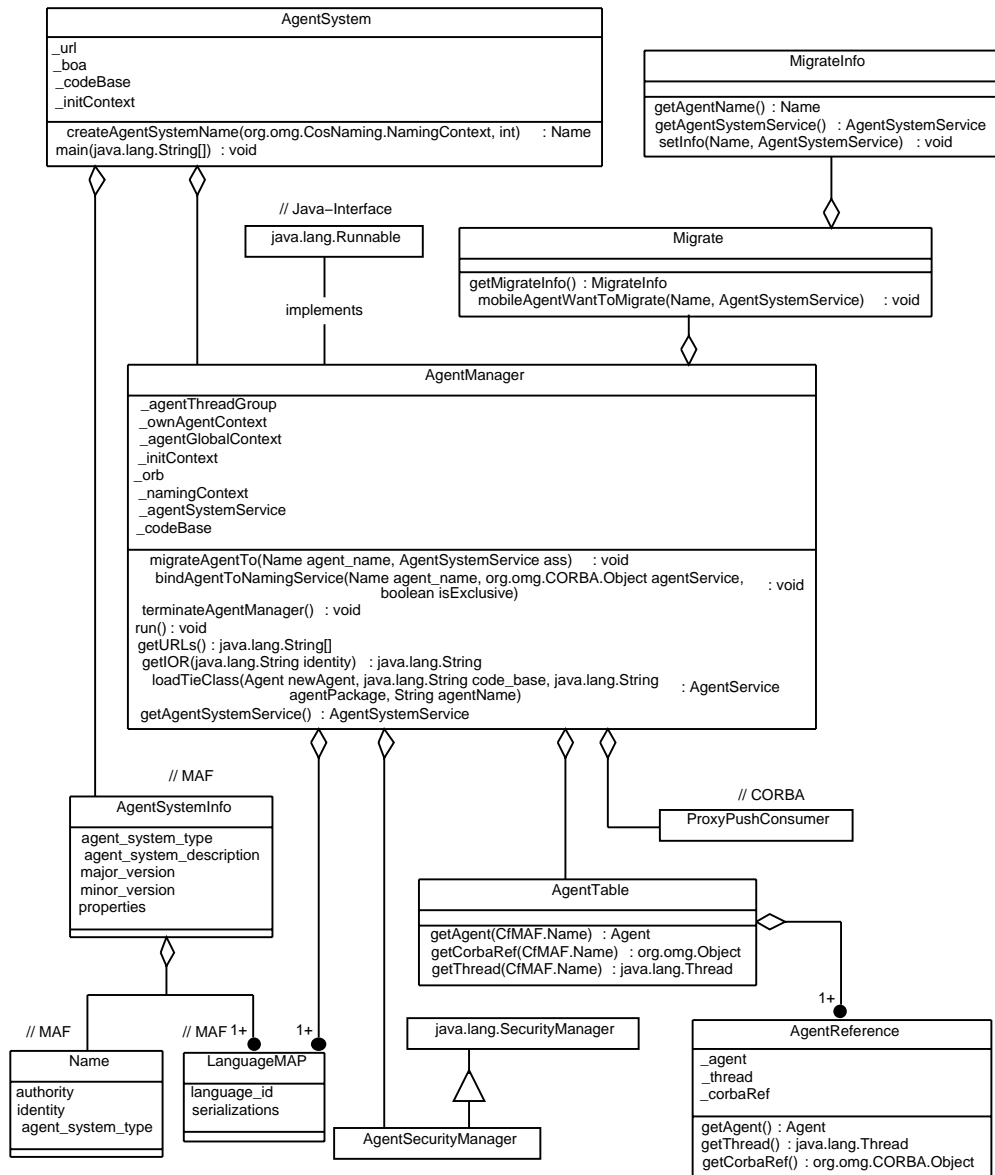 AgentSystem
_url
_boa
_codeBase
_initContext
createAgentSystemName(org.omg.CosNaming.NamingContext, int) : Name
main(java.lang.String[]) : void
MigrateInfo
getAgentName() : Name
getAgentSystemService() : AgentSystemService
setInfo(Name, AgentSystemService) : void
// Java−Interface
java.lang.Runnable
implements
Migrate
getMigrateInfo() : MigrateInfo
mobileAgentWantToMigrate(Name, AgentSystemService) : void
AgentManager
_agentThreadGroup
_ownAgentContext
_agentGlobalContext
_initContext
_orb
_namingContext
_agentSystemService
_codeBase
migrateAgentTo(Name agent_name, AgentSystemService ass) : void
bindAgentToNamingService(Name agent_name, org.omg.CORBA.Object agentService,
boolean isExclusive) : void
terminateAgentManager() : void
run() : void
getURLs() : java.lang.String[]
getIOR(java.lang.String identity) : java.lang.String
loadTieClass(Agent newAgent, java.lang.String code_base, java.lang.String
agentPackage, String agentName) : AgentService
getAgentSystemService() : AgentSystemService
// MAF
AgentSystemInfo
agent_system_type
agent_system_description
major_version
minor_version
properties
// CORBA
ProxyPushConsumer
AgentTable
getAgent(CfMAF.Name) : Agent
getCorbaRef(CfMAF.Name) : org.omg.Object
getThread(CfMAF.Name) : java.lang.Thread
// MAF
Name
authority
identity
agent_system_type
// MAF
1+
1+
LanguageMAP
language_id
serializations
java.lang.SecurityManager
AgentSecurityManager
1+
AgentReference
_agent
_thread
_corbaRef
getAgent() : Agent
getThread() : java.lang.Thread
getCorbaRef() : org.omg.CORBA.Object